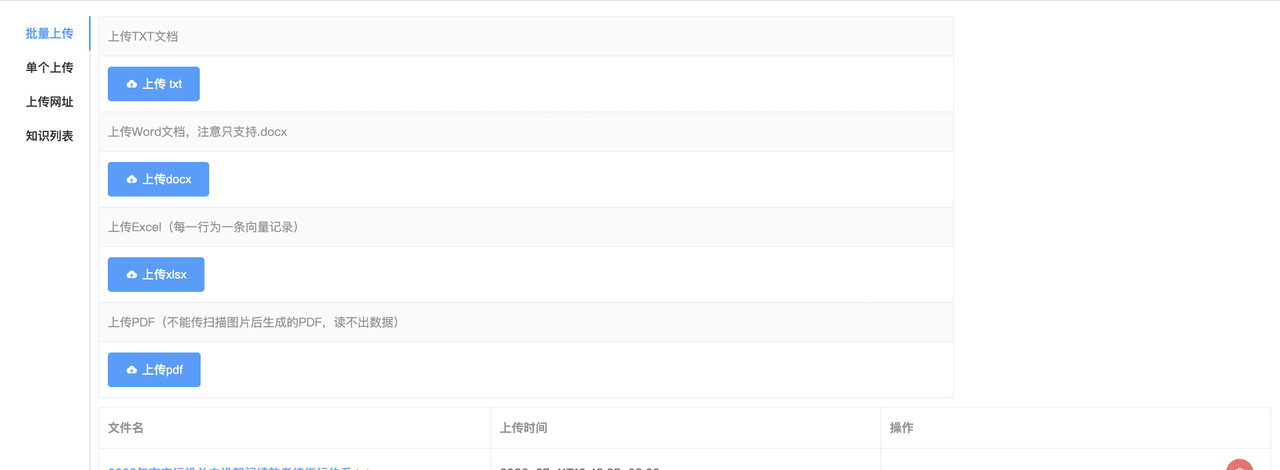 批量上传
单个上传
上传网址
知识列表
上传TXT文档
上传 txt
上传Word文档，注意只支持.docx
上传docx
上传Excel（每一行为一条向量记录）
上传xlsx
上传PDF（不能传扫描图片后生成的PDF，读不出数据）
上传pdf
文件名 上传时间 操作